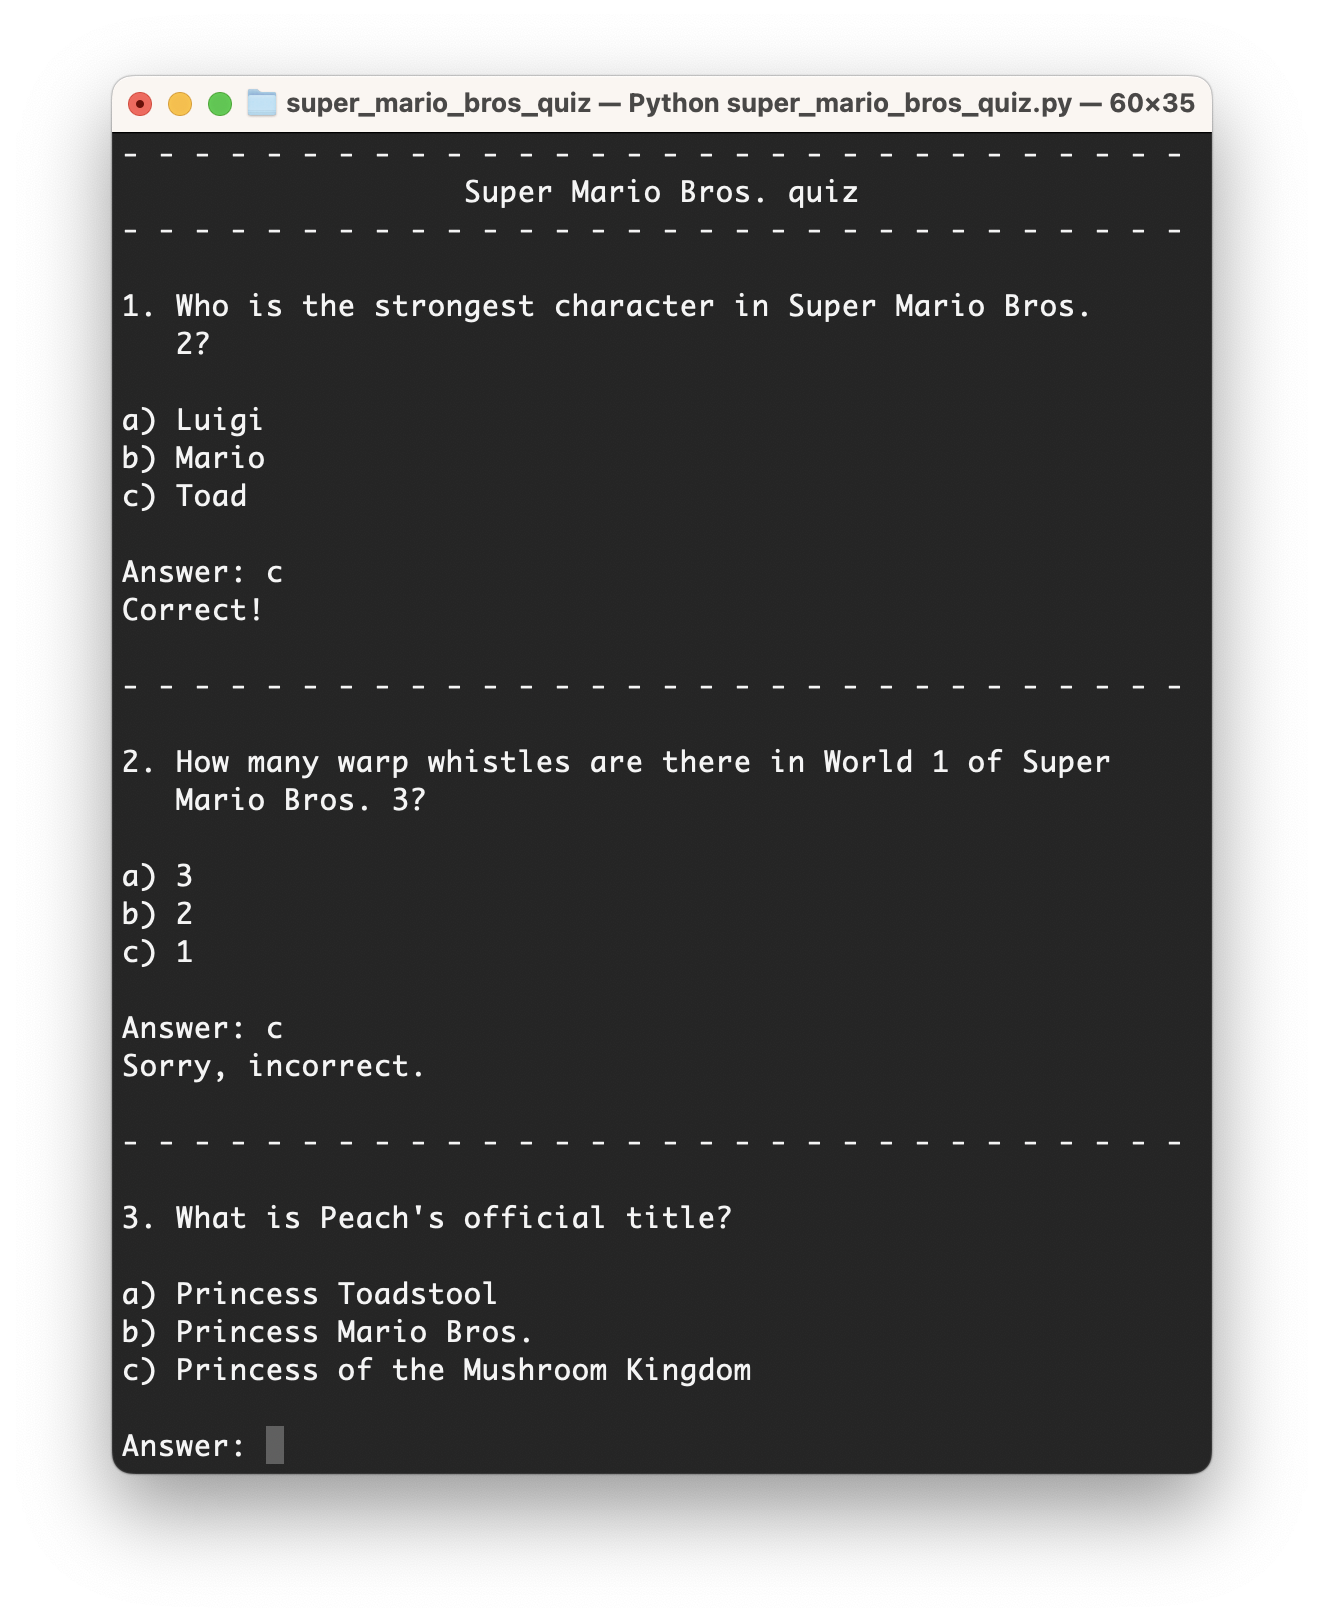 super_mario_bros_quiz — Python super_mario_bros_quiz.py — 60×35
- - - - - - - - - - - - - - - - - - - - - - - - - - - - - -
Super Mario Bros. quiz
- - - - - - - - - - - - - - - - - - - - - - - - - - - - - -
1. Who is the strongest character in Super Mario Bros.
2?
a) Luigi
b) Mario
c) Toad
Answer: c
Correct!
- - - - - - - - - - - - - - - - - - - - - - - - - - - - - -
2. How many warp whistles are there in World 1 of Super
Mario Bros. 3?
a) 3
b) 2
c) 1
Answer: c
Sorry, incorrect.
- - - - - - - - - - - - - - - - - - - - - - - - - - - - - -
3. What is Peach's official title?
a) Princess Toadstool
b) Princess Mario Bros.
c) Princess of the Mushroom Kingdom
Answer: